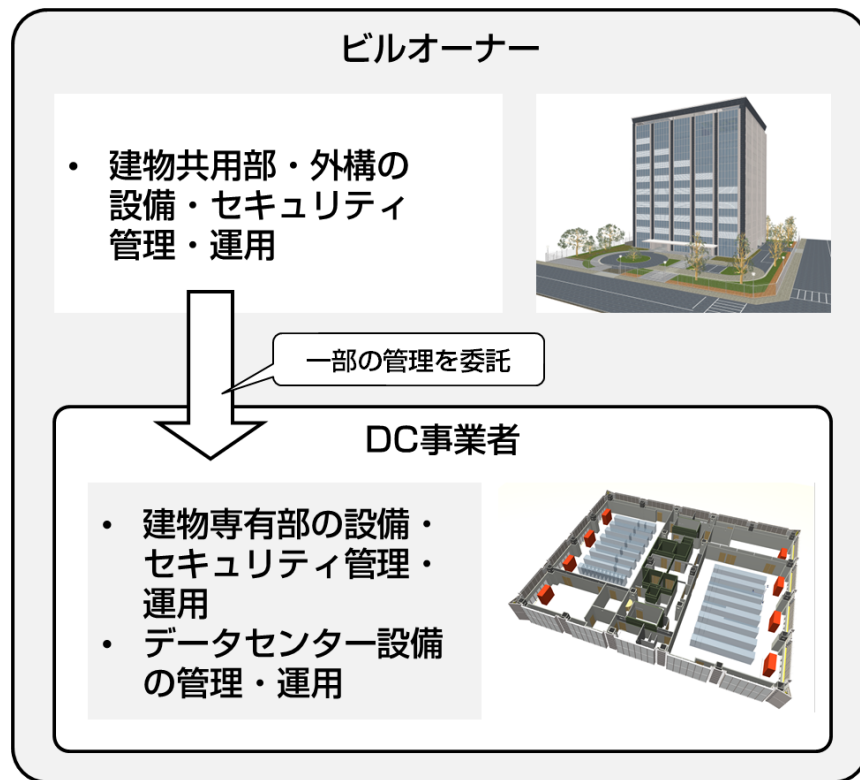 ビルオーナー
• 建物共用部・外構の
設備・セキュリティ
管理・運用
一部の管理を委託
DC事業者
• 建物専有部の設備・
セキュリティ管理・
運用
• データセンター設備
の管理・運用